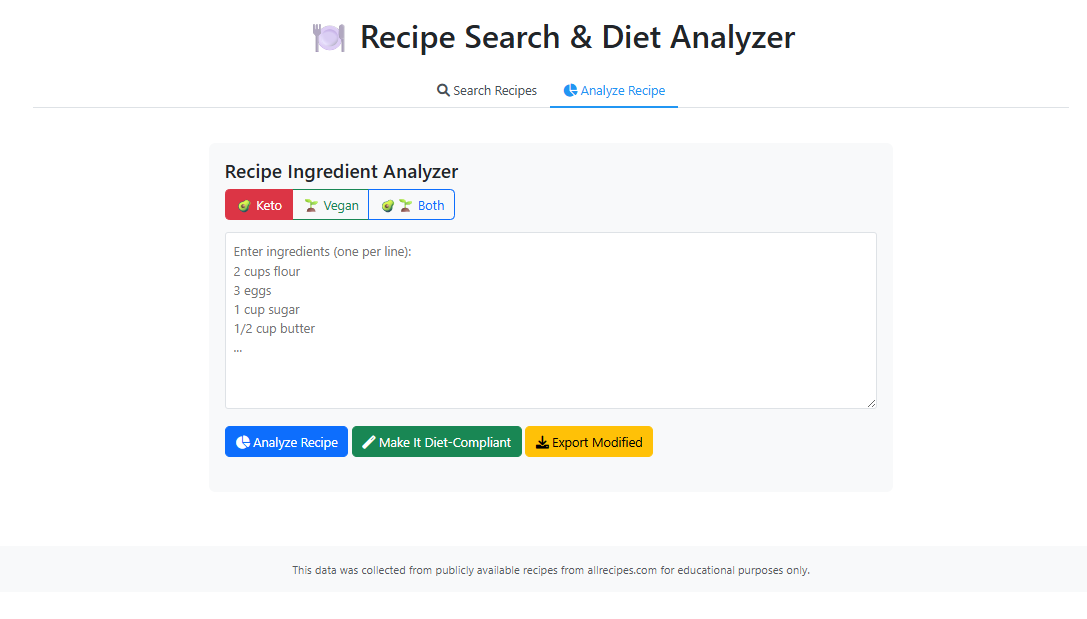 Recipe Search & Diet Analyzer
Search Recipes Analyze Recipe
Recipe Ingredient Analyzer
Keto Vegan Both
Enter ingredients (one per line):
2 cups flour
3 eggs
1 cup sugar
1/2 cup butter
...
Analyze Recipe Make It Diet-Compliant Export Modified
This data was collected from publicly available recipes from allrecipes.com for educational purposes only.